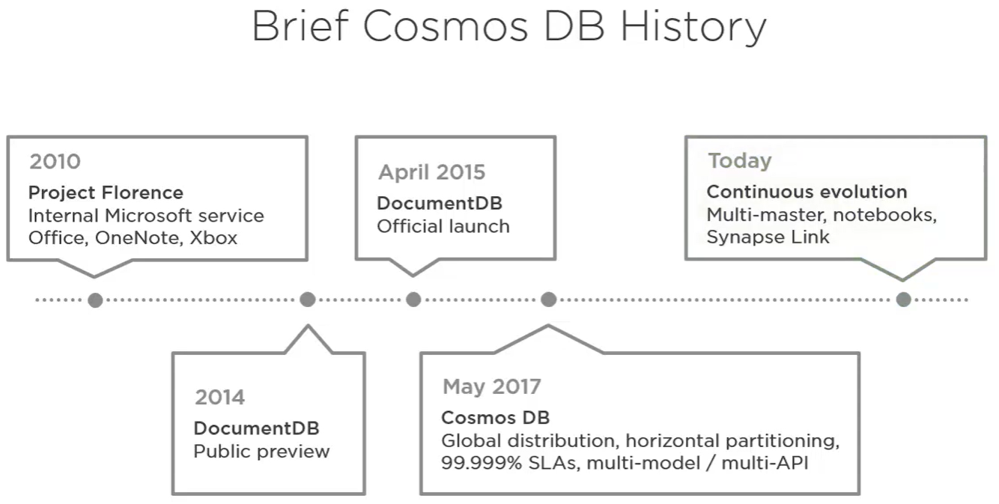 Brief Cosmos DB History
2010
Project Florence
Internal Microsoft service
Office, OneNote, Xbox
2014
DocumentDB
Public preview
April 2015
DocumentDB
Official launch
May 2017
Cosmos DB
Global distribution, horizontal partitioning,
99.999% SLAs, multi-model / multi-API
Today
Continuous evolution
Multi-master, notebooks,
Synapse Link